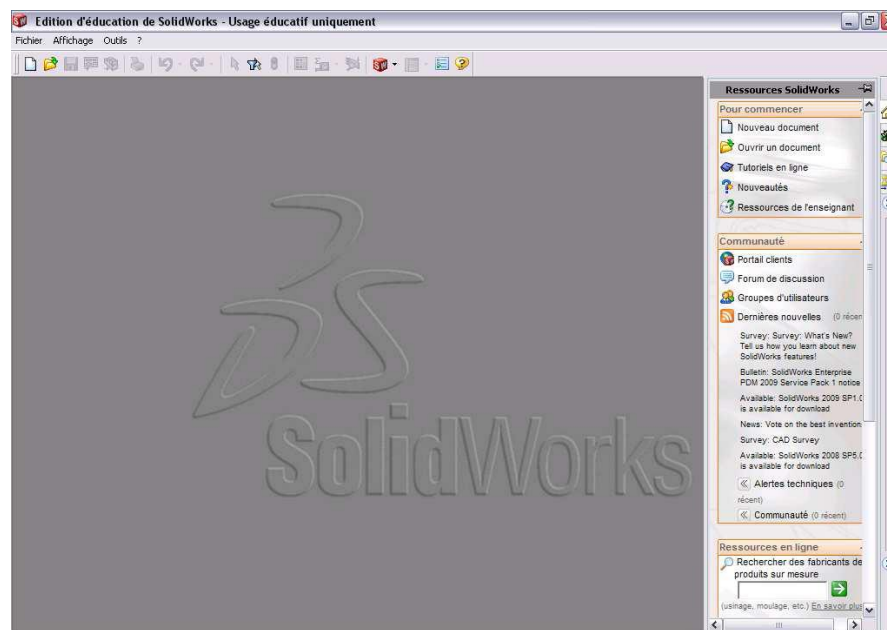 Edition d'éducation de SolidWorks - Usage éducatif uniquement
Fichier Affichage Outils ?
Ressources SolidWorks
Pour commencer
Nouveau document
Ouvrir un document
Tutoriels en ligne
Nouveautés
Ressources de l'enseignant
Communauté
Portail clients
Forum de discussion
Groupes d'utilisateurs
Dernières nouvelles (0 récen
Survey: Survey: What's New?
Tell us how you learn about new
SolidWorks features!
Bulletin: SolidWorks Enterprise
PDM 2009 Service Pack 1 notice
Available: SolidWorks 2009 SP1.0
is available for download
News: Vote on the best invention
Survey: CAD Survey
Available: SolidWorks 2008 SP5.0
is available for download
Alertes techniques (0
récent)
Communauté (0 récent)
Ressources en ligne
Rechercher des fabricants de
produits sur mesure
(usinage, moulage, etc.) En savoir plus
DS
SolidWorks